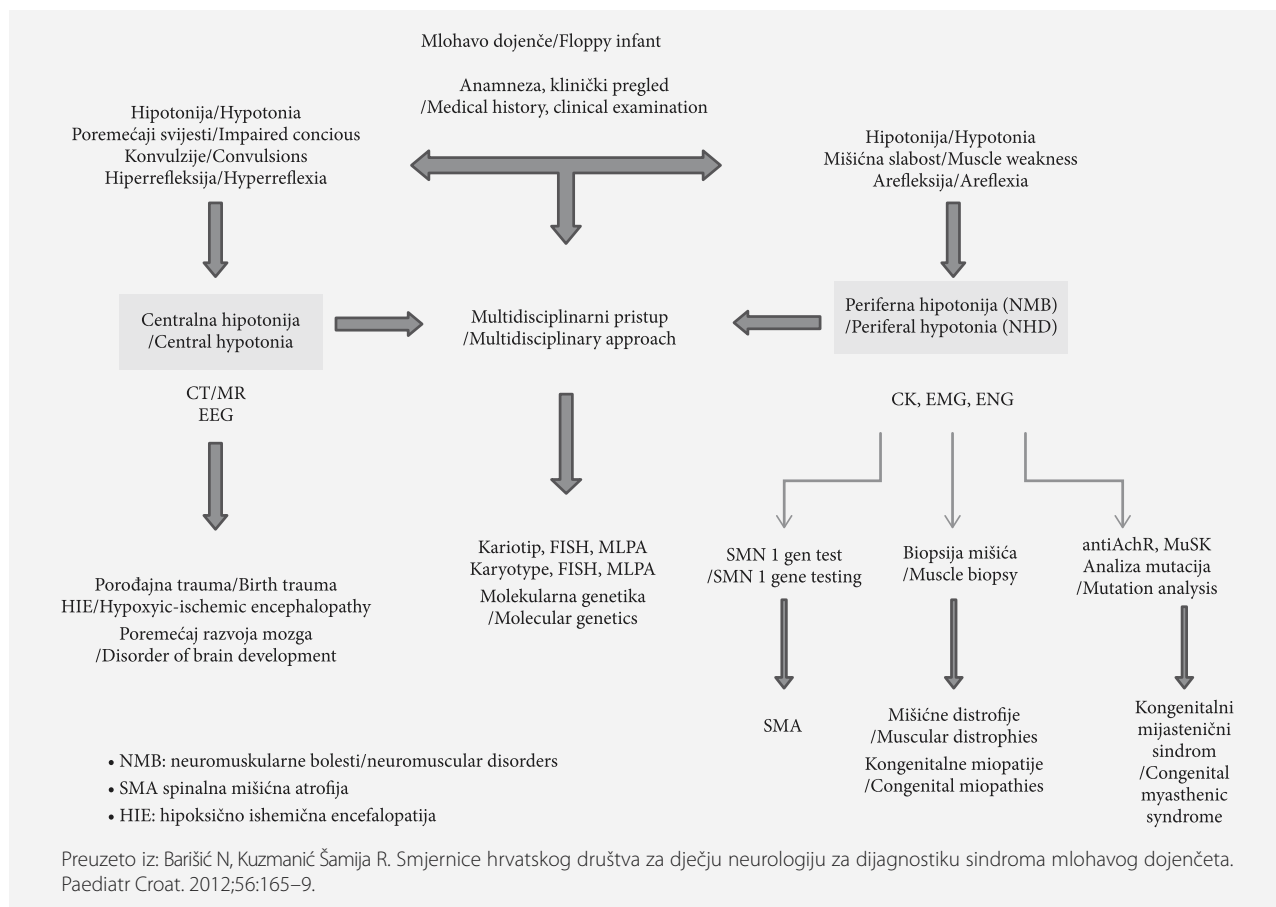 Mlohavo dojenče/Floppy infant
Anamneza, klinički pregled
/Medical history, clinical examination
Hipotonija/Hypotonia
Poremećaji svijesti/Impaired concious
Konvulzije/Convulsions
Hiperrefleksija/Hyperreflexia
Hipotonija/Hypotonia
Mišićna slabost/Muscle weakness
Arefleksija/Areflexia
Centralna hipotonija
/Central hypotonia
Multidisciplinarni pristup
/Multidisciplinary approach
Periferna hipotonija (NMB)
/Periferal hypotonia (NHD)
CT/MR
EEG
CK, EMG, ENG
Porođajna trauma/Birth trauma
HIE/Hypoxyic-ischemic encephalopathy
Poremećaj razvoja mozga
/Disorder of brain development
Kariotip, FISH, MLPA
Karyotype, FISH, MLPA
Molekularna genetika
/Molecular genetics
SMN 1 gen test
/SMN 1 gene testing
Biopsija mišića
/Muscle biopsy
antiAchR, MuSK
Analiza mutacija
/Mutation analysis
SMA
Mišićne distrofije
/Muscular distrophies
Kongenitalne miopatije
/Congenital miopathies
Kongenitalni
mijastenični
sindrom
/Congenital
myasthenic
syndrome
• NMB: neuromuskularne bolesti/neuromuscular disorders
• SMA spinalna mišićna atrofija
• HIE: hipoksično ishemična encefalopatija
Preuzeto iz: Barišić N, Kuzmanić Šamija R. Smjernice hrvatskog društva za dječju neurologiju za dijagnostiku sindroma mlohavog dojenčeta.
Paediatr Croat. 2012;56:165–9.